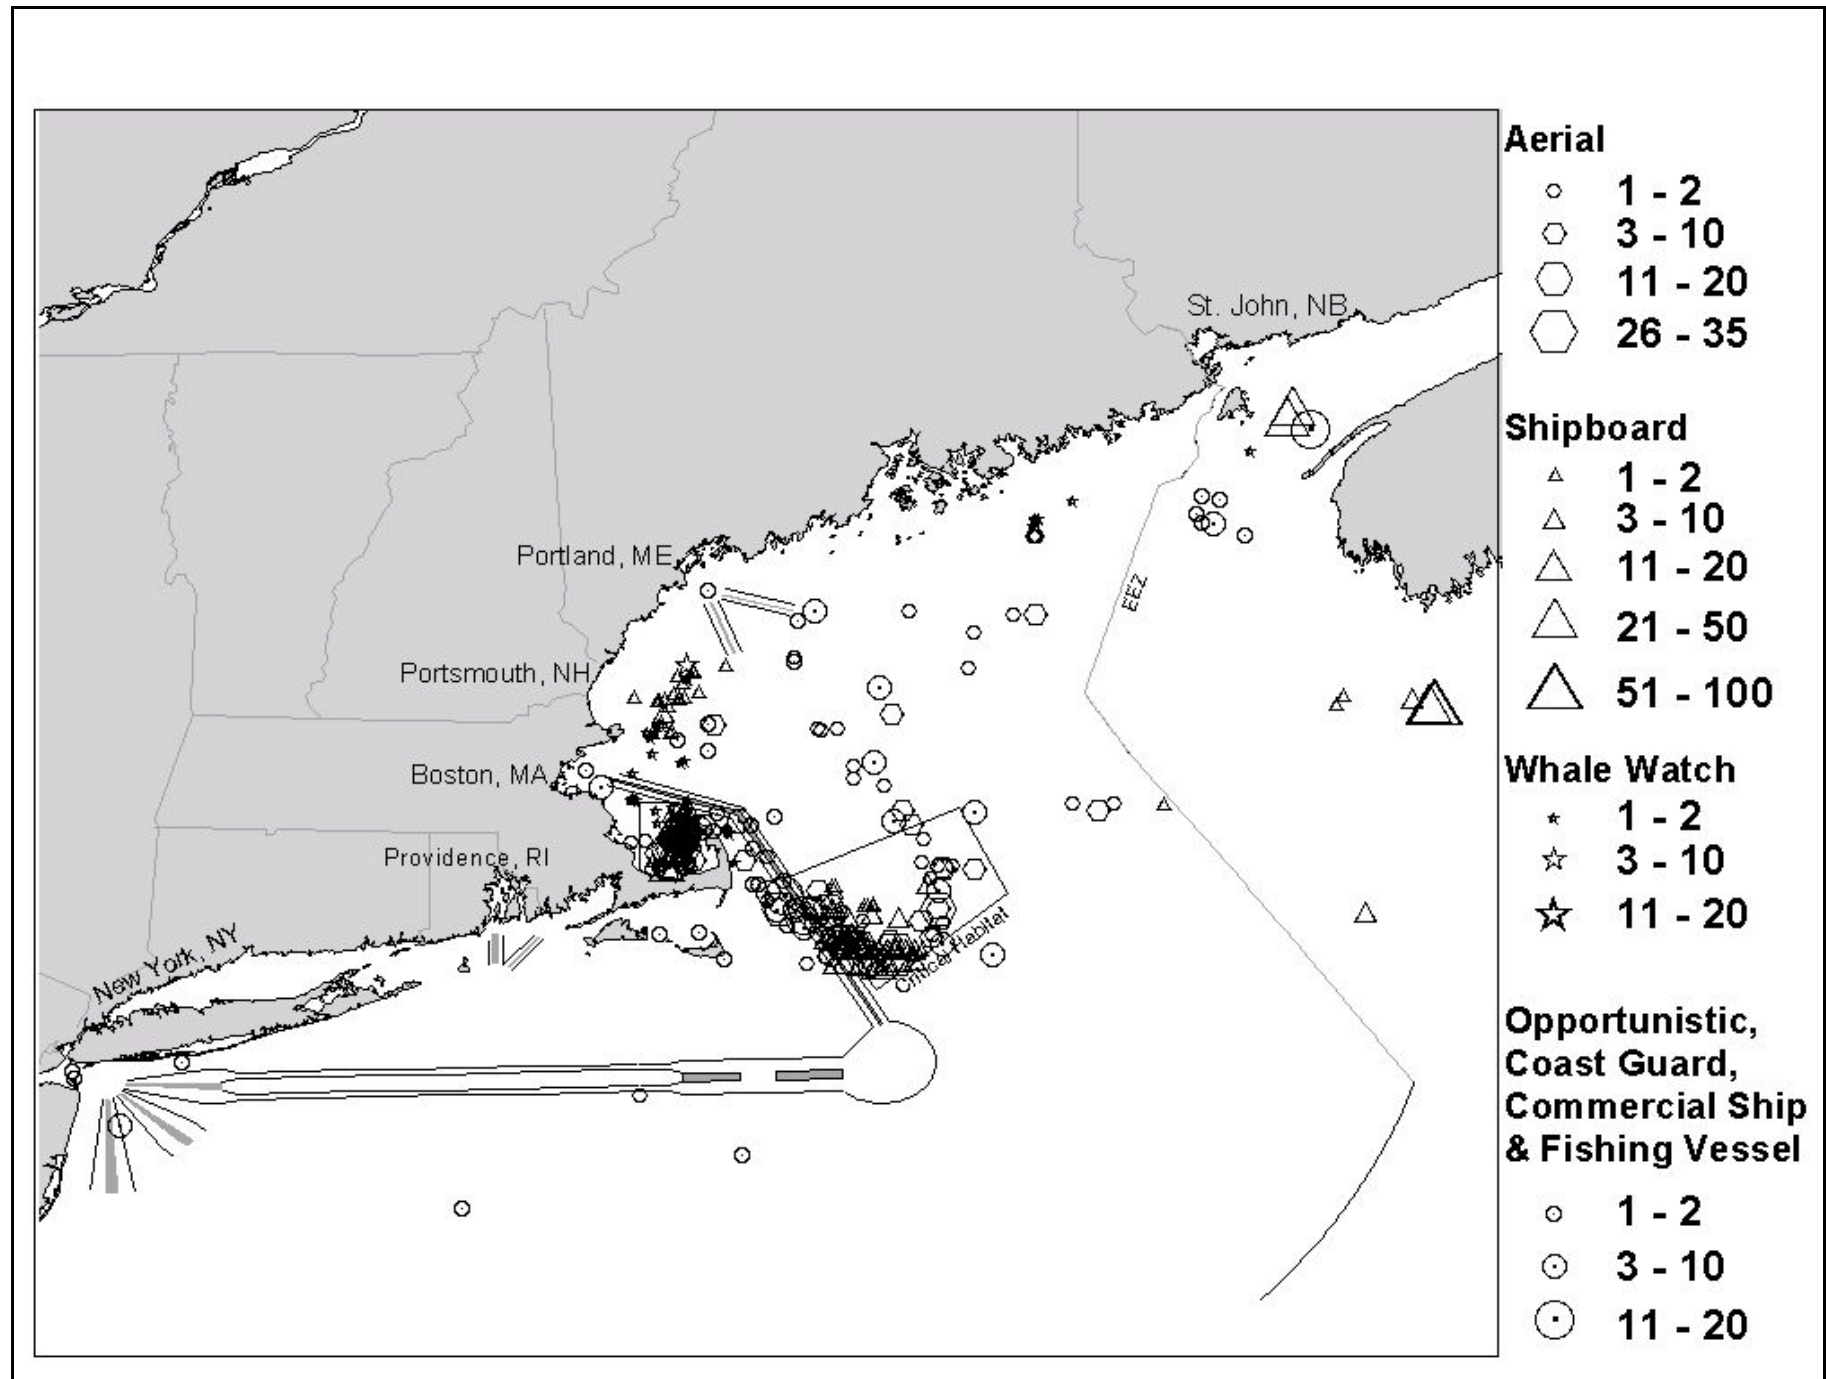 Aerial
1 - 2
3 - 10
11 - 20
26 - 35
Shipboard
1 - 2
3 - 10
11 - 20
21 - 50
51 - 100
Whale Watch
1 - 2
3 - 10
11 - 20
Opportunistic,
Coast Guard,
Commercial Ship
& Fishing Vessel
1 - 2
3 - 10
11 - 20
St. John, NB
Portland, ME
EEZ
Portsmouth, NH
Boston, MA
Providence, RI
Critical Habitat
New York, NY